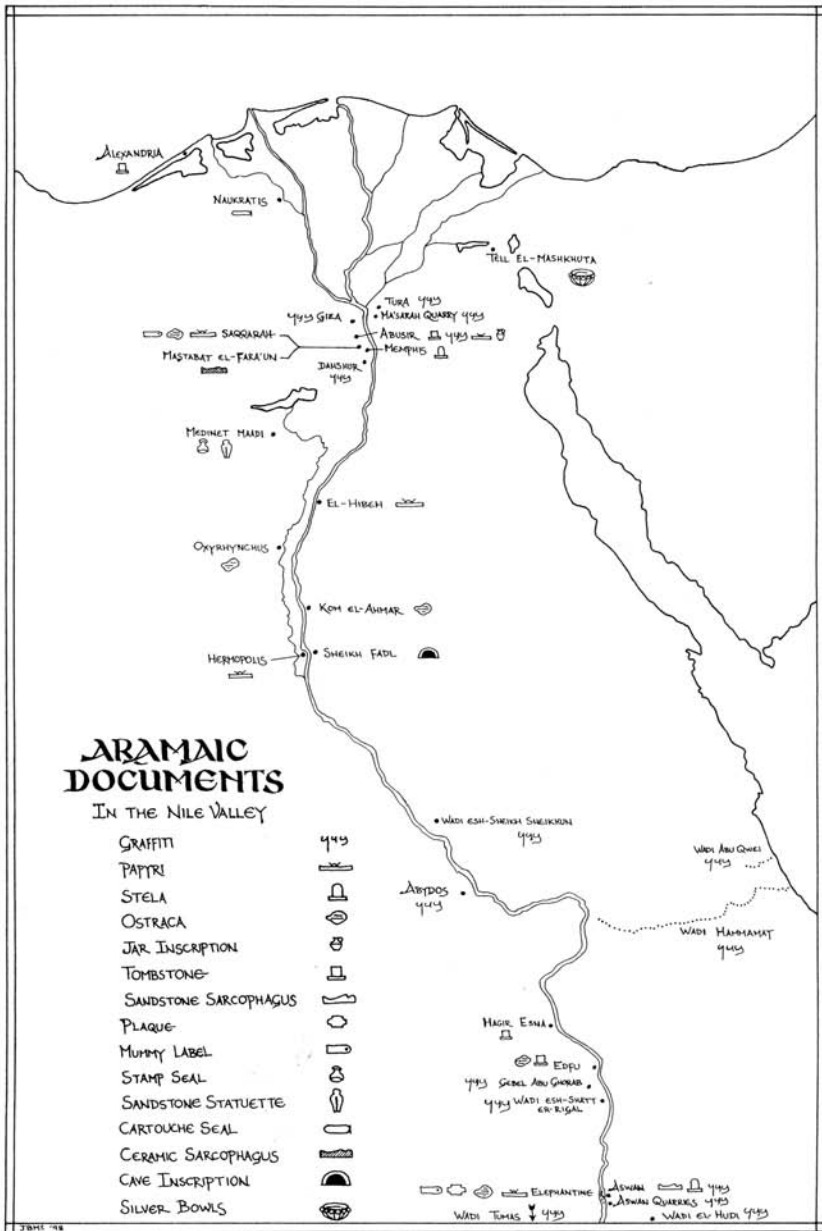 ALEXANDRIA
NAUKRATIS
TELL EL-MASHKHUTA
TURA
GIZA
MA'SARAH QUARRY
SAQQARAH
ABUSIR
MASTABAT EL-FARA'UN
MEMPHIS
DAHSHUR
MEDINET MAADI
EL-HIBEH
OXYRHYNCHUS
KOM EL-AHMAR
HERMOPOLIS
SHEIKH FADL
ARAMAIC
DOCUMENTS
IN THE NILE VALLEY
GRAFFITI
PAPYRI
STELA
OSTRACA
JAR INSCRIPTION
TOMBSTONE
SANDSTONE SARCOPHAGUS
PLAQUE
MUMMY LABEL
STAMP SEAL
SANDSTONE STATUETTE
CARTOUCHE SEAL
CERAMIC SARCOPHAGUS
CAVE INSCRIPTION
SILVER BOWLS
WADI ESH-SHEIKH SHEIKHUN
WADI ABU QWEI
ABYDOS
WADI HAMMAMAT
HAGIR ESNA
EDFU
GEBEL ABU GHORAB
WADI ESH-SHATT
ER-RIGAL
ELEPHANTINE
ASWAN
ASWAN QUARRIES
WADI TUMAS
WADI EL-HUDI
JBMS '98